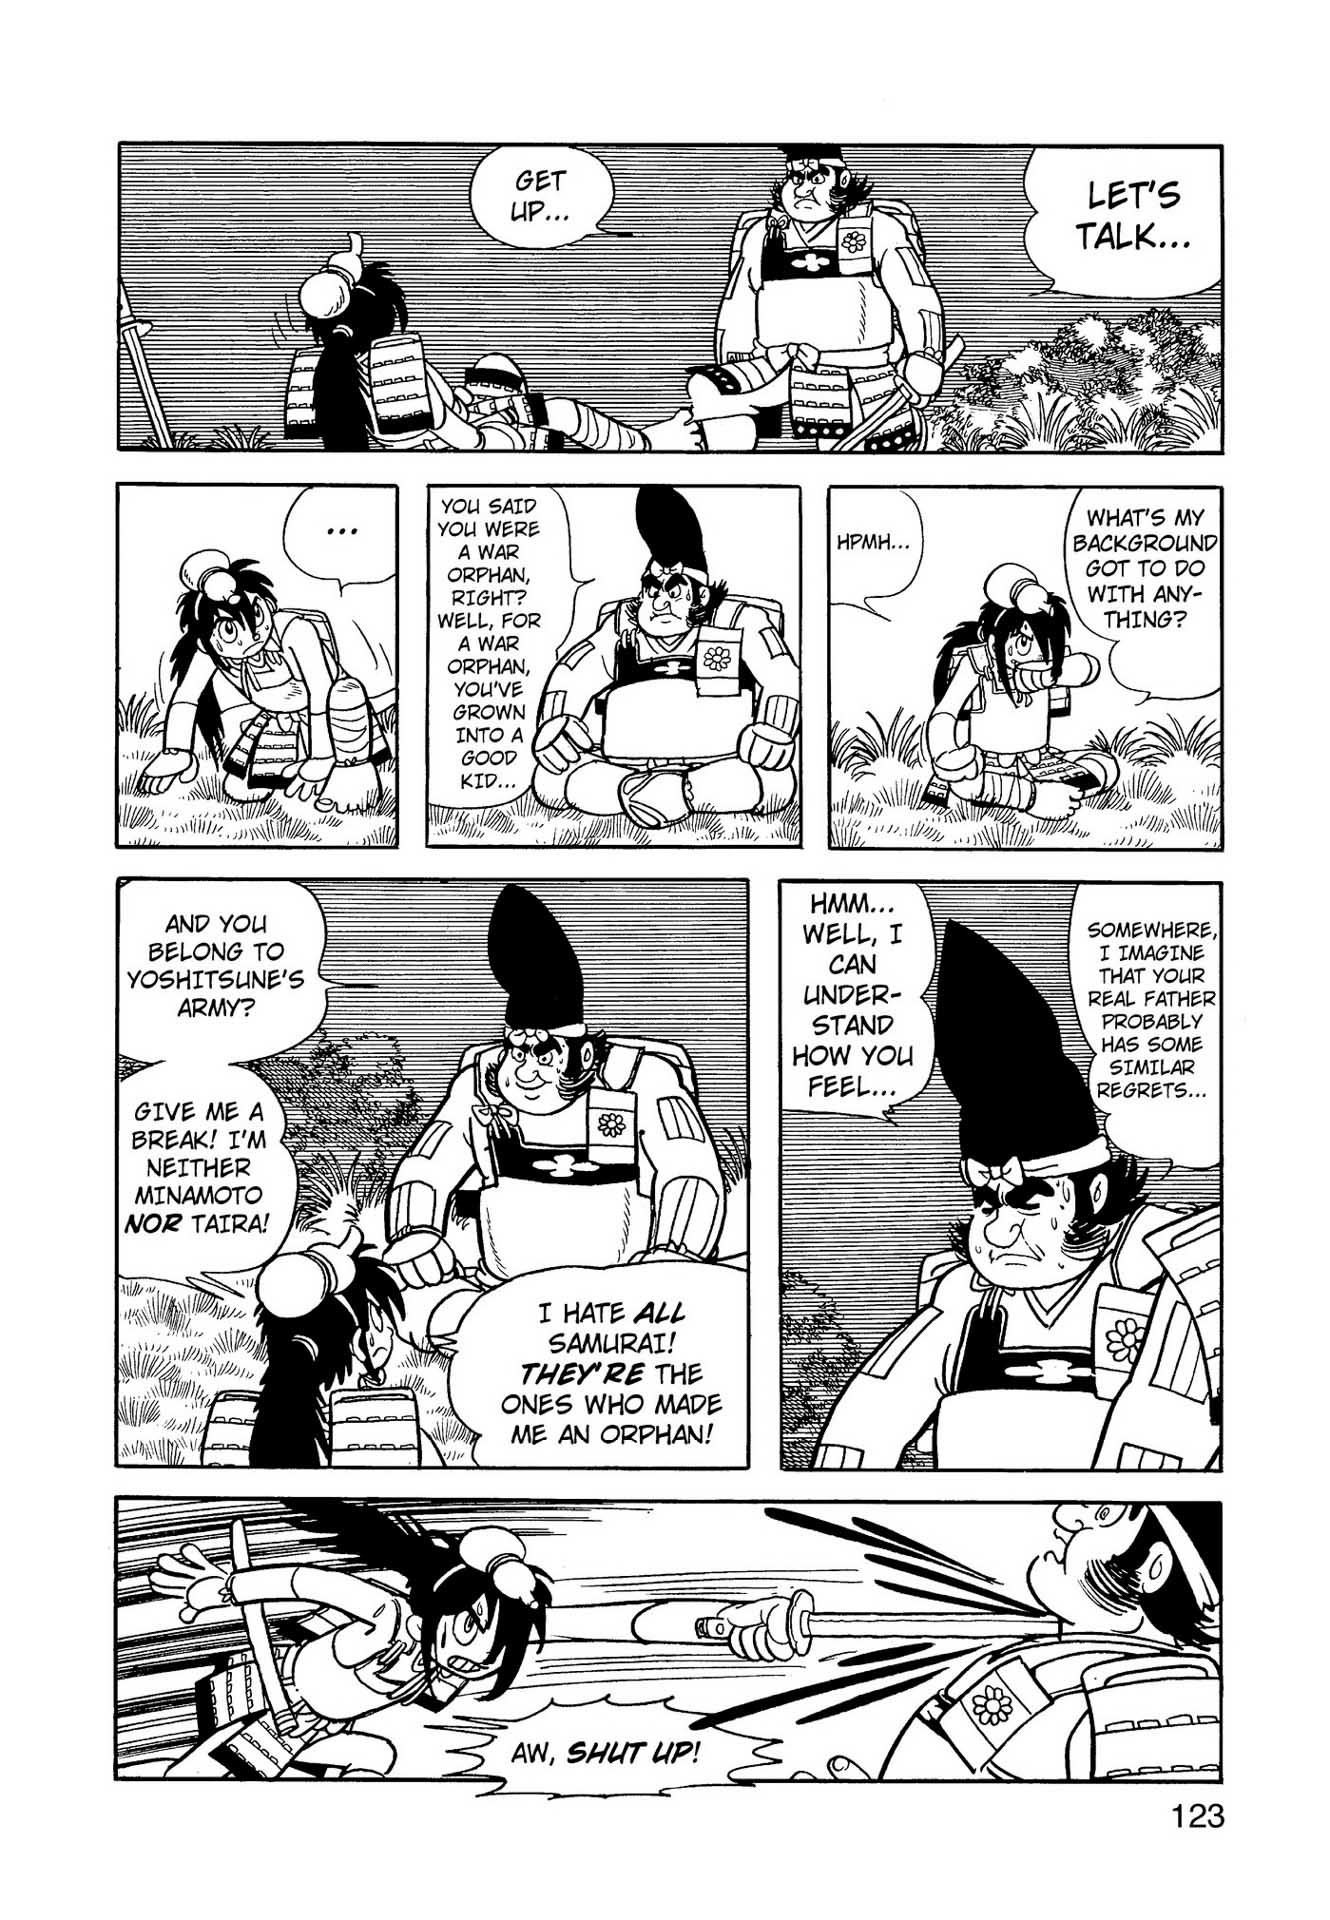 GET
UP...
LET'S
TALK...
...
YOU SAID
YOU WERE
A WAR
ORPHAN,
RIGHT?
WELL, FOR
A WAR
ORPHAN,
YOU'VE
GROWN
INTO A
GOOD
KID...
HPMH...
WHAT'S MY
BACKGROUND
GOT TO DO
WITH ANY-
THING?
AND YOU
BELONG TO
YOSHITSUNE'S
ARMY?
GIVE ME A
BREAK! I'M
NEITHER
MINAMOTO
NOR TAIRA!
I HATE ALL
SAMURAI!
THEY'RE THE
ONES WHO MADE
ME AN ORPHAN!
HMM...
WELL, I
CAN
UNDER-
STAND
HOW YOU
FEEL...
SOMEWHERE,
I IMAGINE
THAT YOUR
REAL FATHER
PROBABLY
HAS SOME
SIMILAR
REGRETS...
AW, SHUT UP!
123